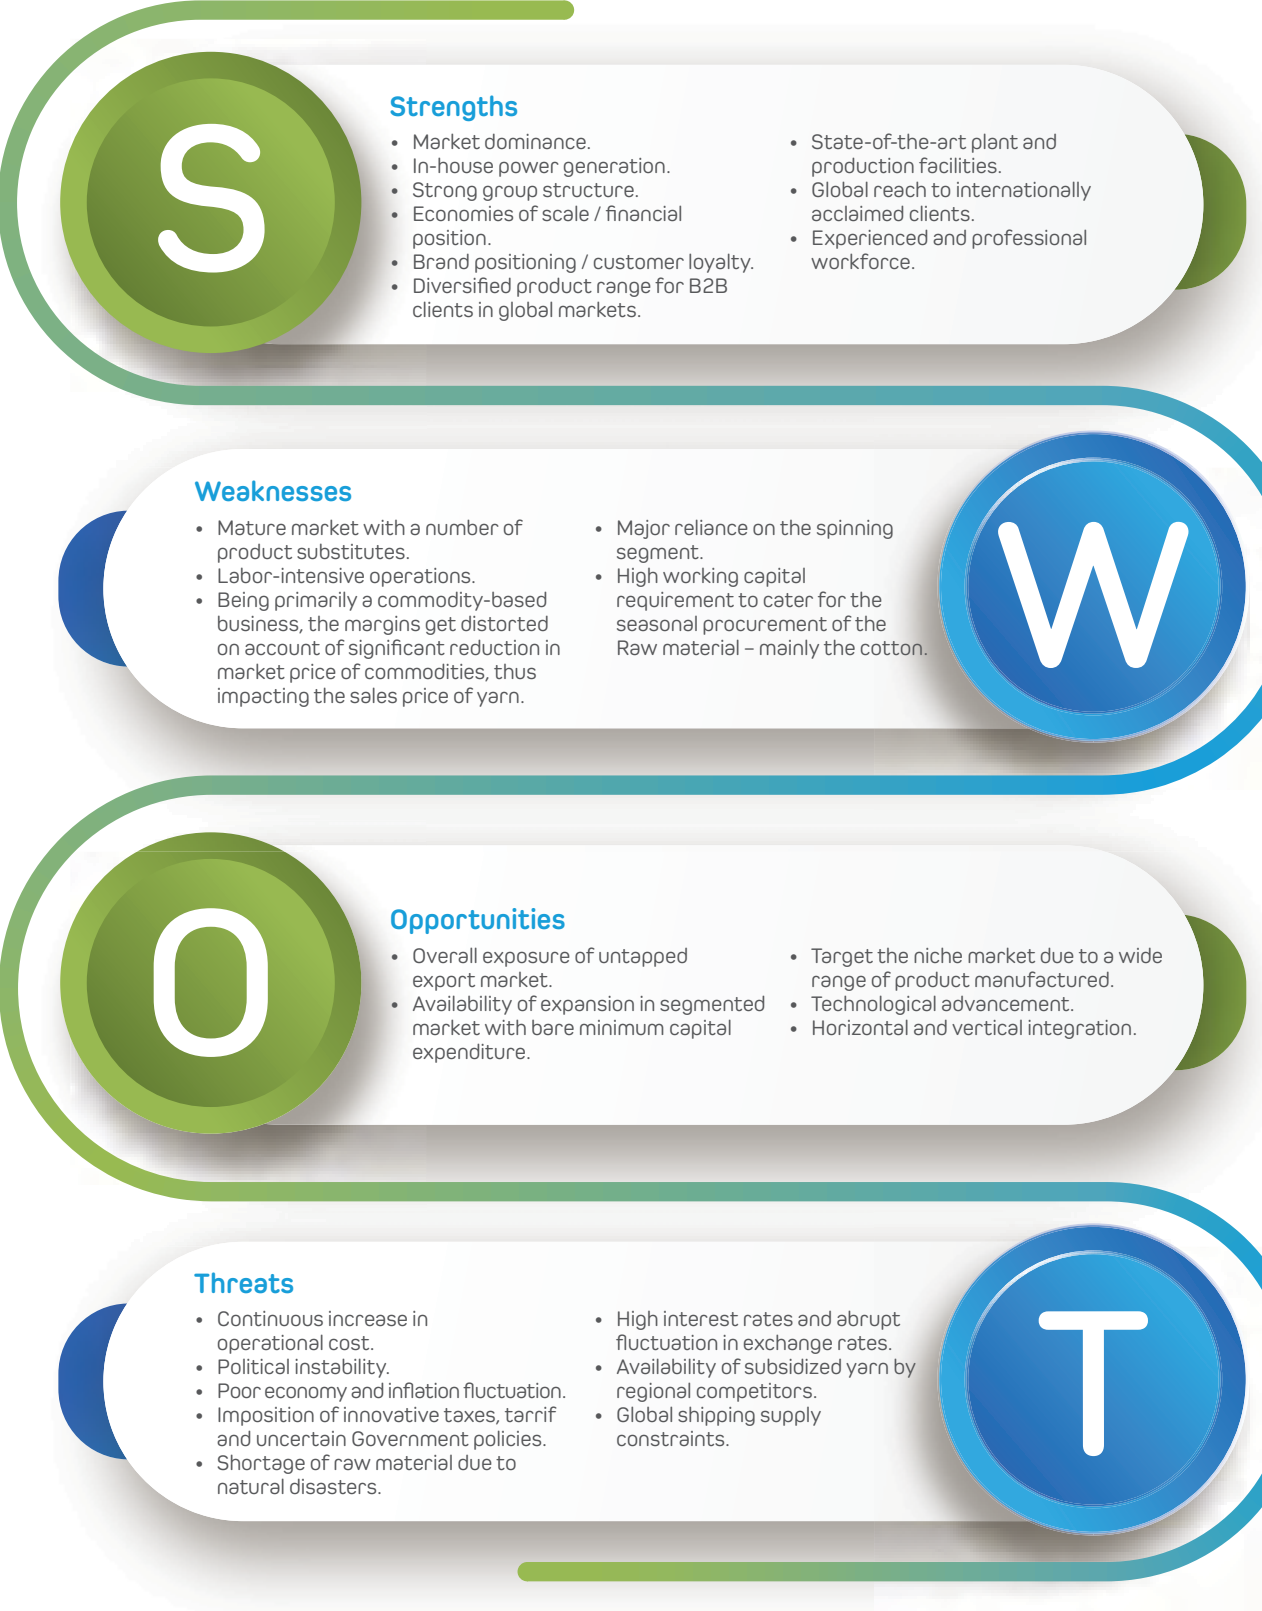 S
Strengths
• Market dominance.
• In-house power generation.
• Strong group structure.
• Economies of scale / financial
position.
• Brand positioning / customer loyalty.
• Diversified product range for B2B
clients in global markets.
• State-of-the-art plant and
production facilities.
• Global reach to internationally
acclaimed clients.
• Experienced and professional
workforce.
Weaknesses
• Mature market with a number of
product substitutes.
• Labor-intensive operations.
• Being primarily a commodity-based
business, the margins get distorted
on account of significant reduction in
market price of commodities, thus
impacting the sales price of yarn.
• Major reliance on the spinning
segment.
• High working capital
requirement to cater for the
seasonal procurement of the
Raw material – mainly the cotton.
W
O
Opportunities
• Overall exposure of untapped
export market.
• Availability of expansion in segmented
market with bare minimum capital
expenditure.
• Target the niche market due to a wide
range of product manufactured.
• Technological advancement.
• Horizontal and vertical integration.
Threats
• Continuous increase in
operational cost.
• Political instability.
• Poor economy and inflation fluctuation.
• Imposition of innovative taxes, tarrif
and uncertain Government policies.
• Shortage of raw material due to
natural disasters.
• High interest rates and abrupt
fluctuation in exchange rates.
• Availability of subsidized yarn by
regional competitors.
• Global shipping supply
constraints.
T